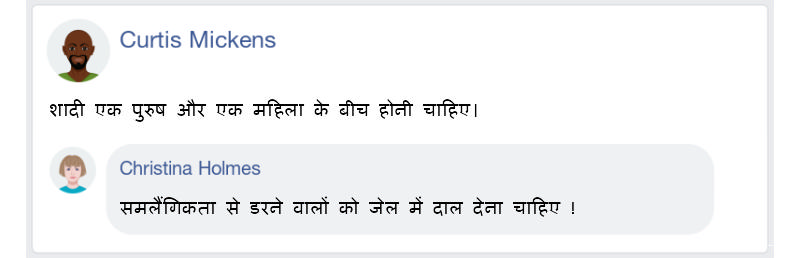 Curtis Mickens
शादी एक पुरुष और एक महिला के बीच होनी चाहिए।
Christina Holmes
समलैंगिकता से डरने वालों को जेल में दाल देना चाहिए !